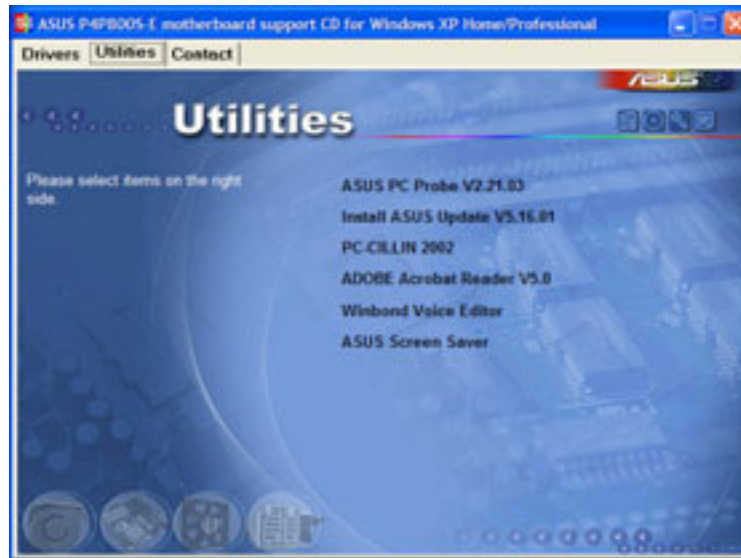 ASUS P4P800S-E motherboard support CD for Windows XP Home/Professional
Drivers Utilities Contact
ASUS
Utilities
Please select items on the right
side.
ASUS PC Probe V2.21.03
Install ASUS Update V5.16.01
PC-CILLIN 2002
ADOBE Acrobat Reader V5.0
Winbond Voice Editor
ASUS Screen Saver